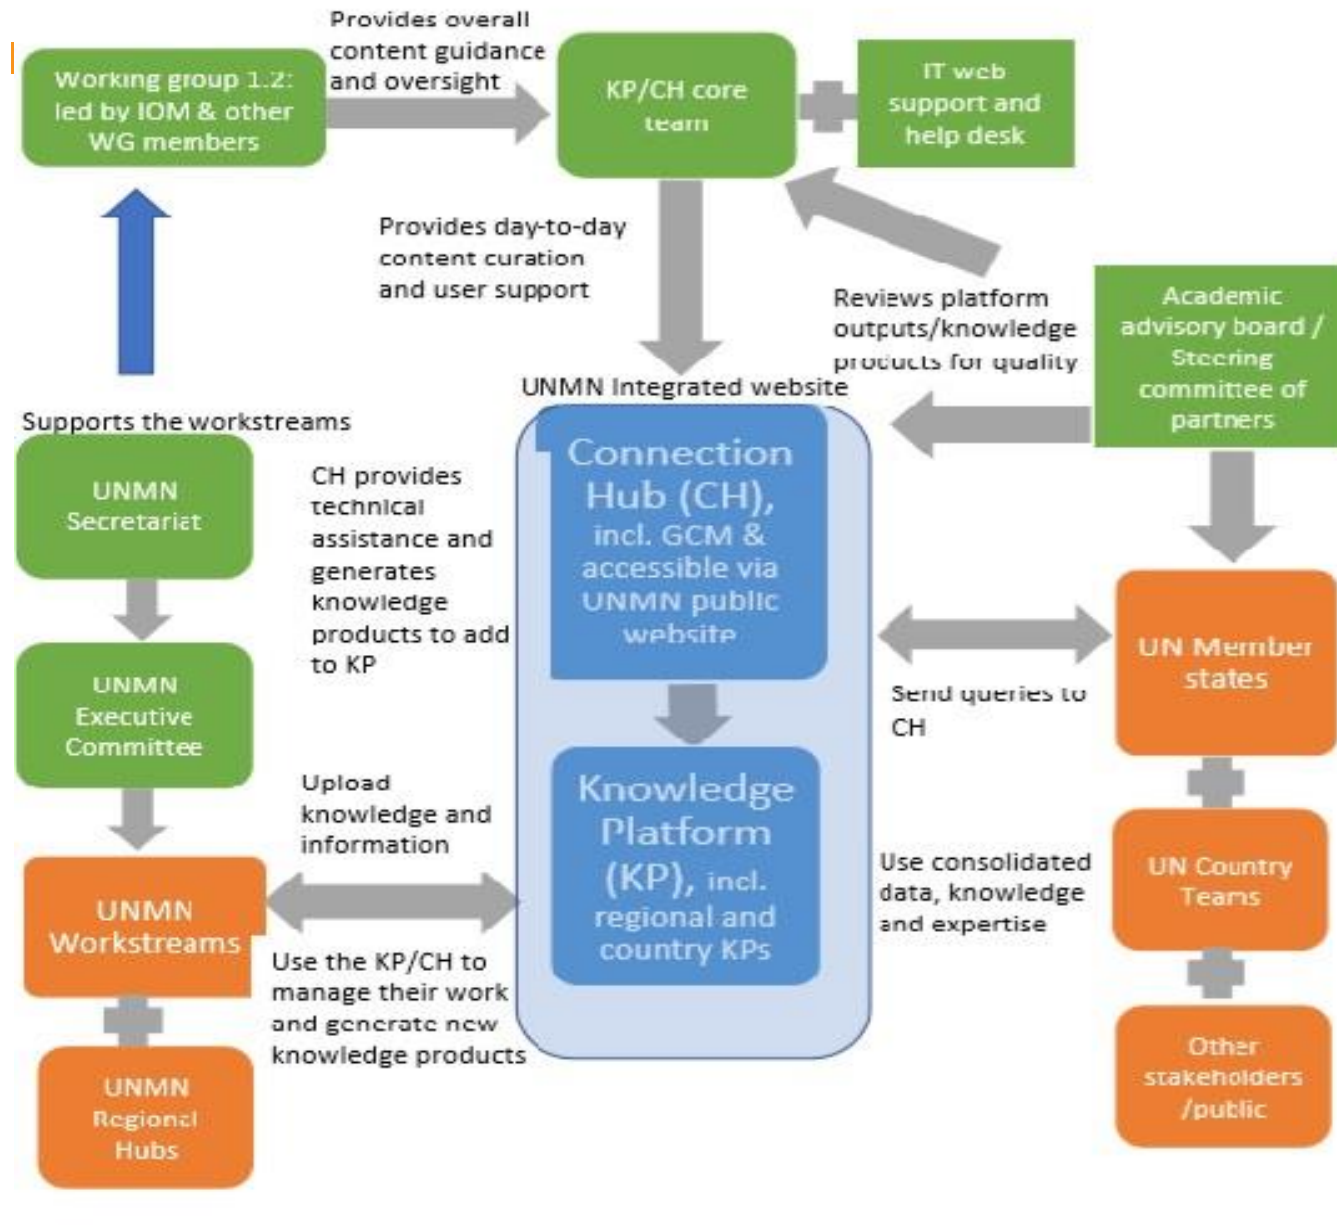 Provides overall
content guidance
and oversight
Working group 1.2:
led by IOM & other
WG members
KP/CH core
team
IT web
support and
help desk
Provides day-to-day
content curation
and user support
Reviews platform
outputs/knowledge
products for quality
Academic
advisory board /
Steering
committee of
partners
UNMN Integrated website
Supports the workstreams
UNMN
Secretariat
CH provides
technical
assistance and
generates
knowledge
products to add
to KP
Connection
Hub (CH),
incl. GCM &
accessible via
UNMN public
website
UN Member
states
Send queries to
CH
UNMN
Executive
Committee
Upload
knowledge and
information
Knowledge
Platform
(KP), incl.
regional and
country KPs
Use consolidated
data, knowledge
and expertise
UN Country
Teams
UNMN
Workstreams
Use the KP/CH to
manage their work
and generate new
knowledge products
UNMN
Regional
Hubs
Other
stakeholders
/public